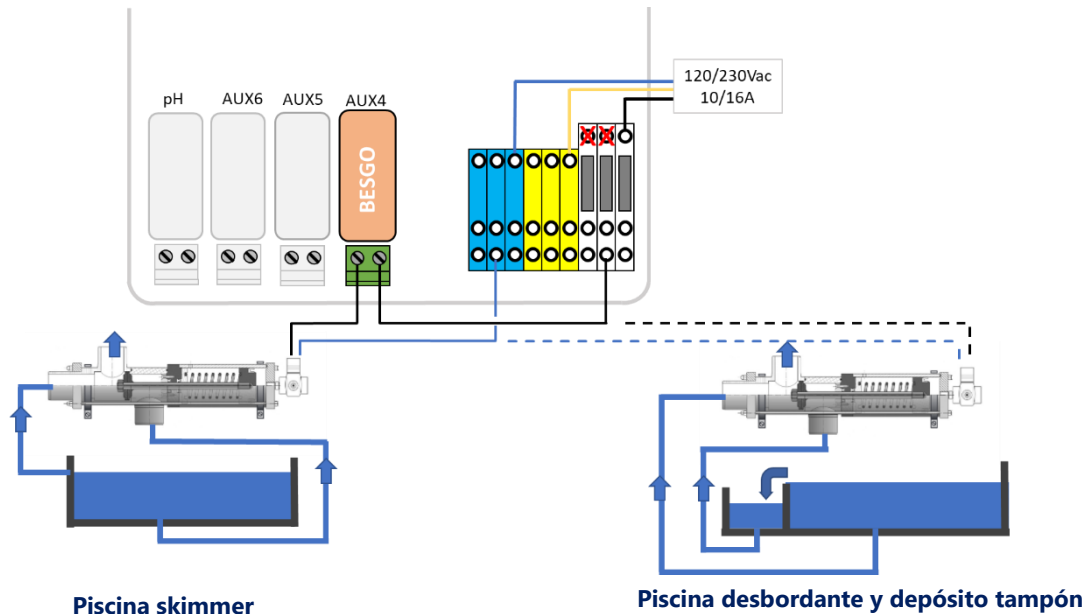 120/230Vac
10/16A
pH AUX6 AUX5 AUX4
BESGO
Piscina skimmer
Piscina desbordante y depósito tampón